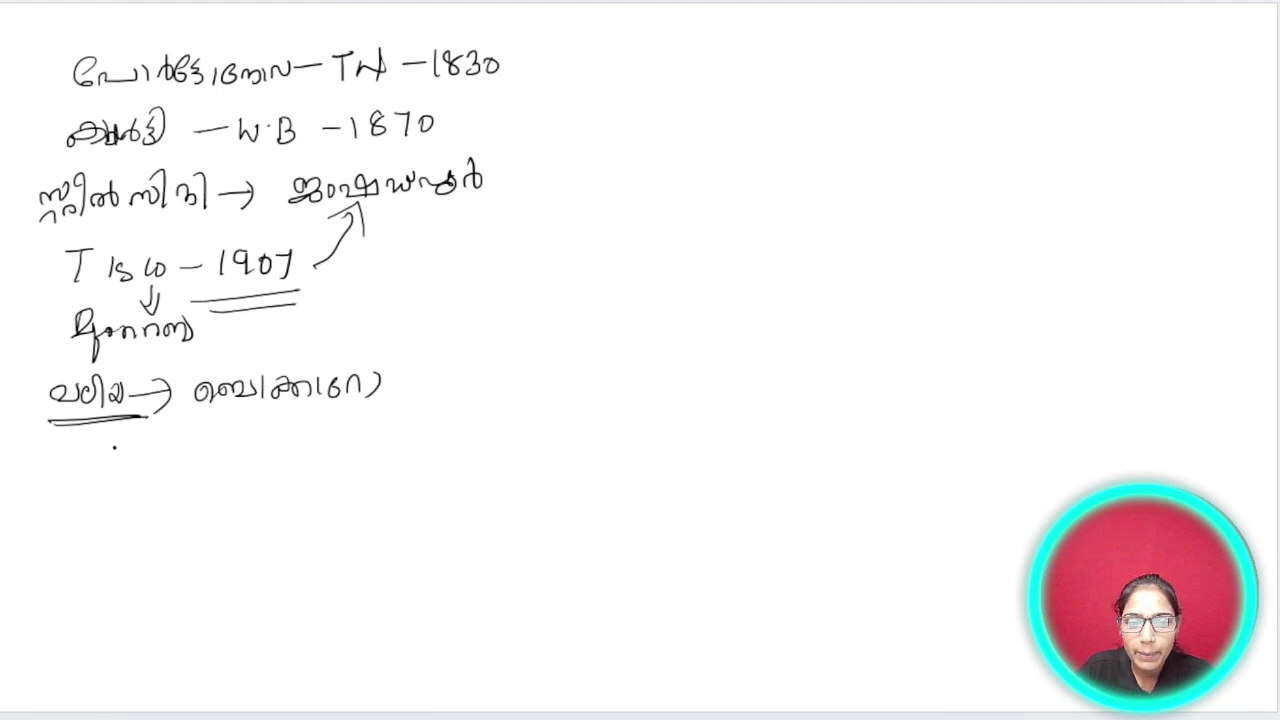 പോർട്ടോനോവ – TN – 1830
കുൾട്ടി – W.B – 1870
സ്റ്റീൽ സിറ്റി → ജംഷഡ്പൂർ
TISCO – 1907
വലിയ → ബൊക്കാറോ